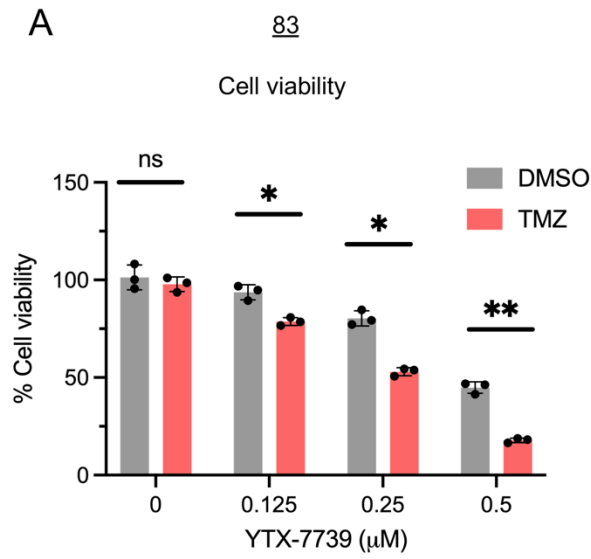 A
83
Cell viability
ns
DMSO
TMZ
*
*
**
% Cell viability
150
100
50
0
0
0.125
0.25
0.5
YTX-7739 (μM)